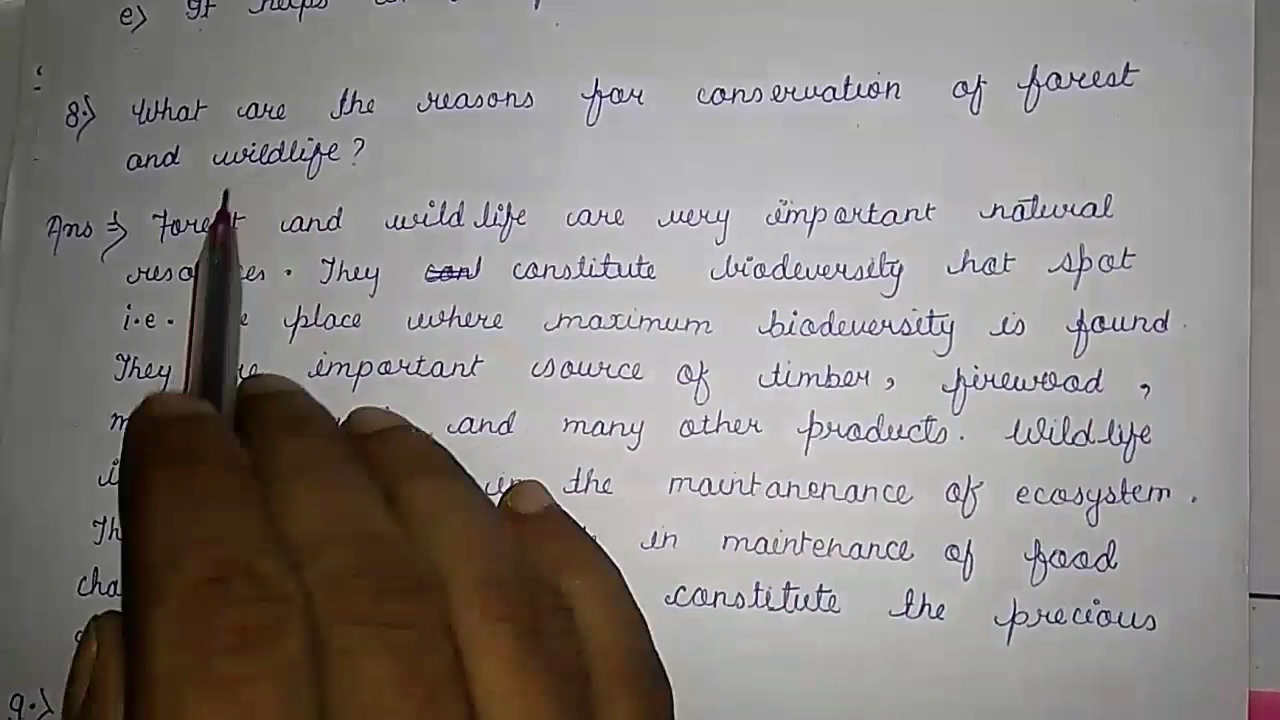 e)
8.) What are the reasons for conservation of forest
and wildlife?
Ans ⇒ Forest and wild life are very important natural
They constitute biodeversity hot spot
i.e. place where maximum biodeversity is found.
They important source of timber, firewood,
and many other products. Wildlife
in the maintanenance of ecosystem.
in maintenance of food
constitute the precious
9.)